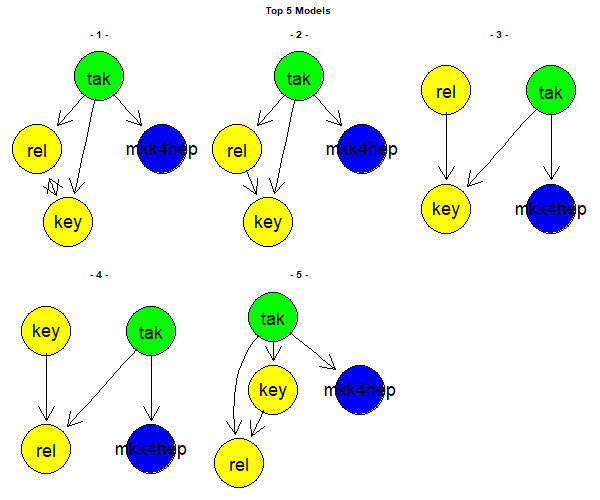 Top 5 Models
- 1 -
- 2 -
- 3 -
tak
tak
rel
tak
rel
mkk4hep
rel
mkk4hep
key
key
key
mkk4hep
- 4 -
- 5 -
key
tak
tak
key
mkk4hep
rel
mkk4hep
rel